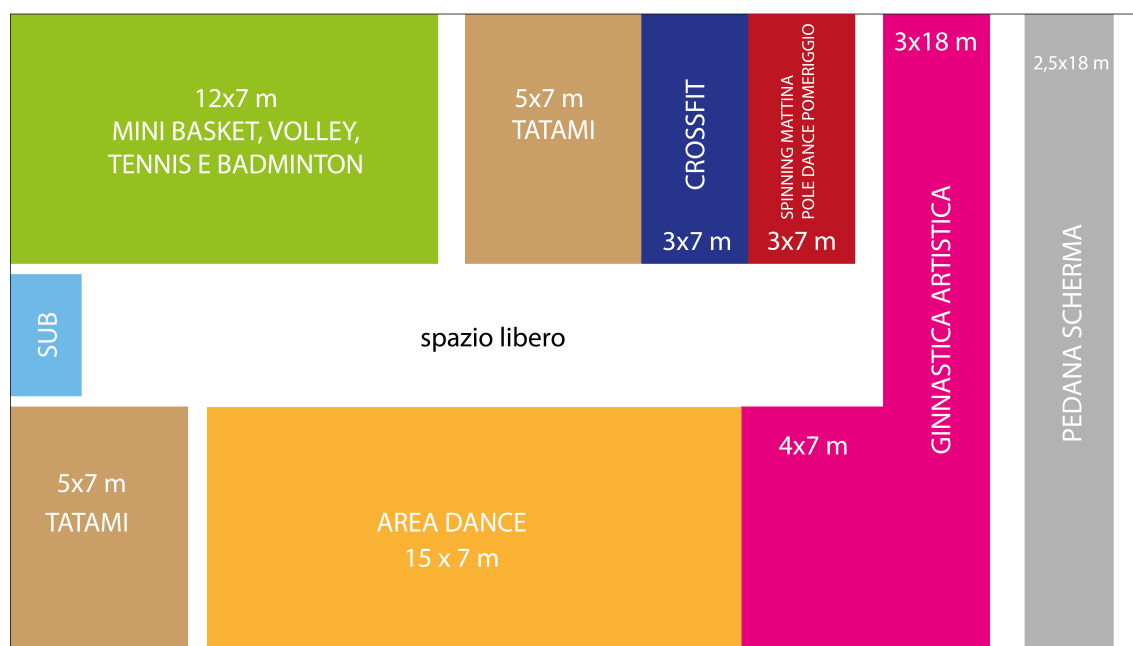 12x7 m
MINI BASKET, VOLLEY,
TENNIS E BADMINTON
5x7 m
TATAMI
CROSSFIT
3x7 m
SPINNING MATTINA
POLE DANCE POMERIGGIO
3x7 m
3x18 m
GINNASTICA ARTISTICA
2,5x18 m
PEDANA SCHERMA
SUB
spazio libero
5x7 m
TATAMI
AREA DANCE
15 x 7 m
4x7 m